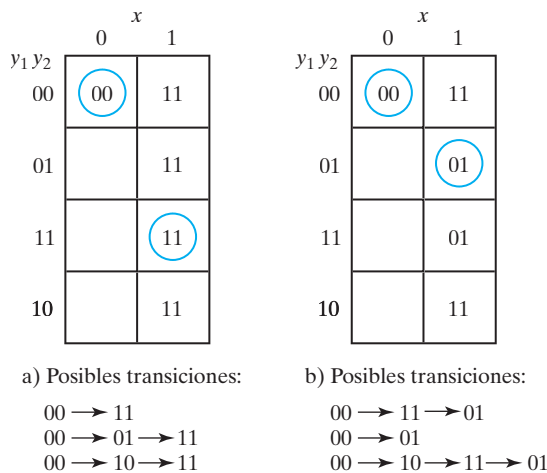 x x
0 1 0 1
y₁ y₂ y₁ y₂
00 00 11 00 00 11
01 11 01 01
11 11 11 01
10 11 10 11
a) Posibles transiciones: b) Posibles transiciones:
00 → 11 00 → 11 → 01
00 → 01 → 11 00 → 01
00 → 10 → 11 00 → 10 → 11 → 01